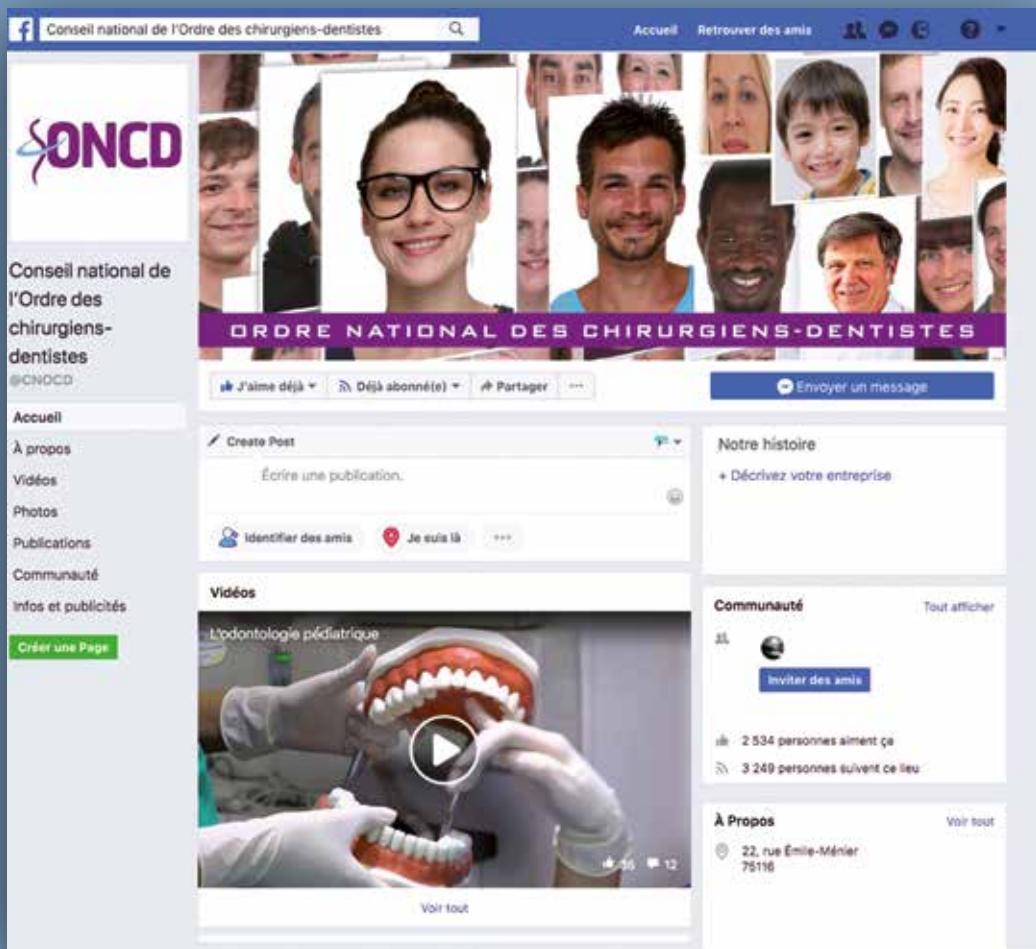 Conseil national de l'Ordre des chirurgiens-dentistes
Accueil Retrouver des amis
ONCD
ORDRE NATIONAL DES CHIRURGIENS-DENTISTES
Conseil national de
l'Ordre des
chirurgiens-
dentistes
@CNOCD
Accueil
À propos
Vidéos
Photos
Publications
Communauté
Infos et publicités
Créer une Page
J'aime déjà
Déjà abonné(e)
Partager
Envoyer un message
Create Post
Écrire une publication.
Identifier des amis
Je suis là
Vidéos
L'odontologie pédiatrique
12
Voir tout
Notre histoire
+ Décrivez votre entreprise
Communauté Tout afficher
Inviter des amis
2 534 personnes aiment ça
3 249 personnes suivent ce lieu
À Propos Voir tout
22, rue Émile-Ménier
75116